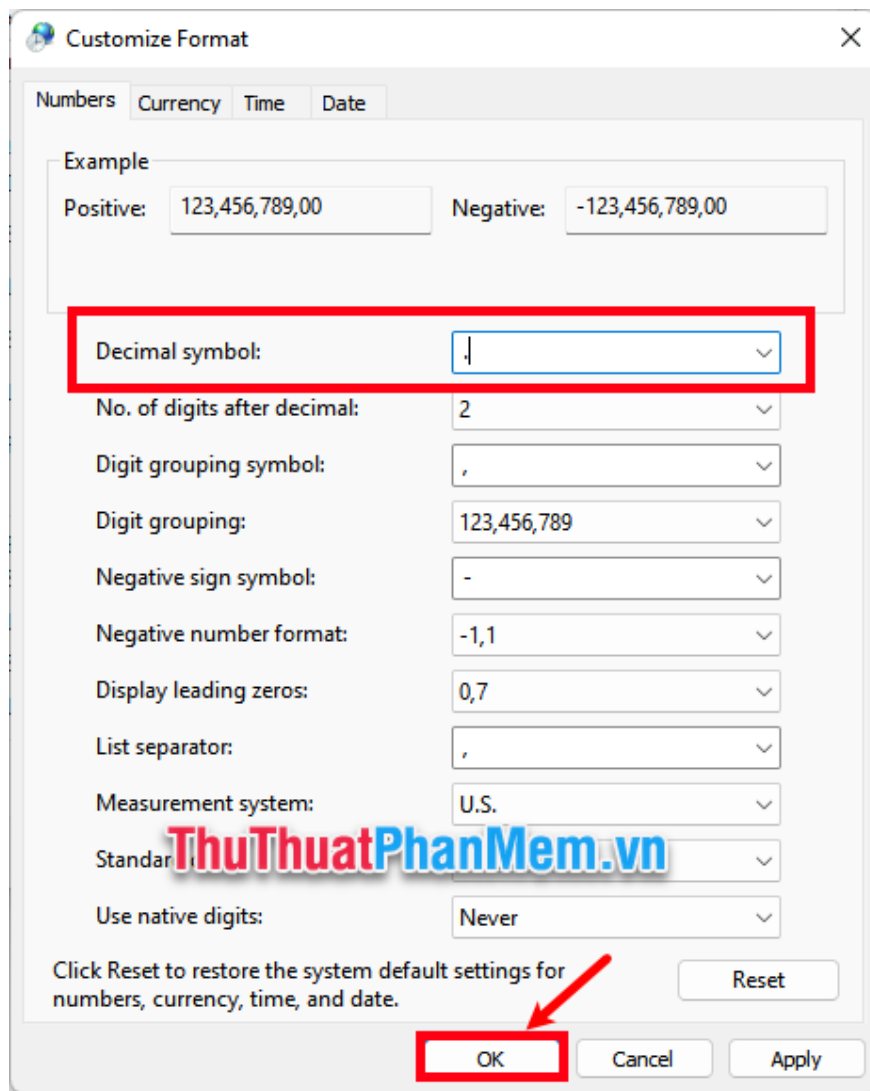 Customize Format
Numbers Currency Time Date
Example
Positive: 123,456,789,00 Negative: -123,456,789,00
Decimal symbol: .
No. of digits after decimal: 2
Digit grouping symbol: ,
Digit grouping: 123,456,789
Negative sign symbol: -
Negative number format: -1,1
Display leading zeros: 0,7
List separator: ,
Measurement system: U.S.
ThuThuatPhanMem.vn
Use native digits: Never
Click Reset to restore the system default settings for
numbers, currency, time, and date.
Reset
OK Cancel Apply